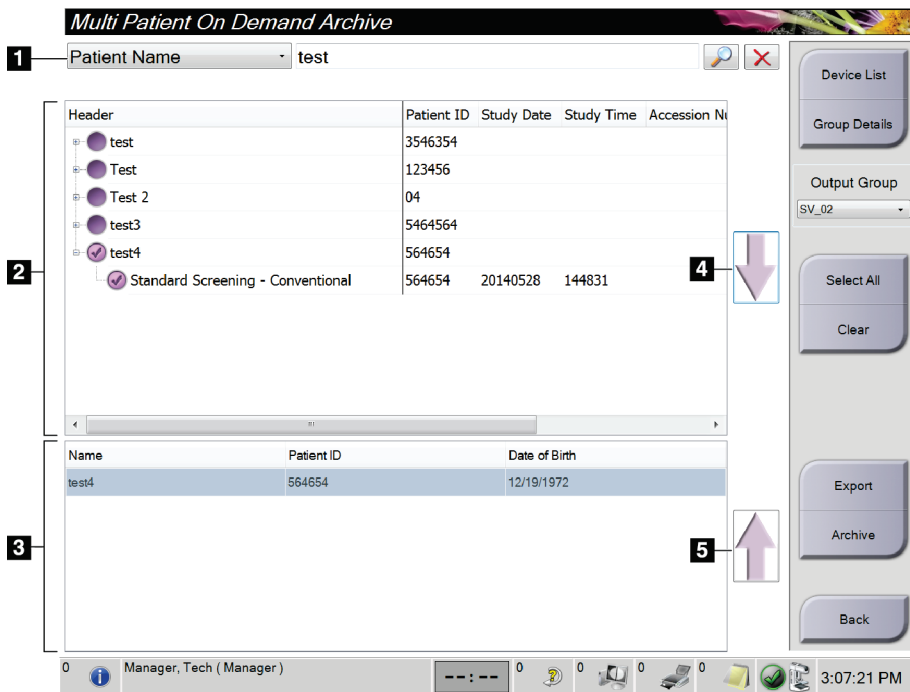 Multi Patient On Demand Archive
1 Patient Name test
Device List
Group Details
Output Group
SV_02
Select All
Clear
Export
Archive
Back
2
Header Patient ID Study Date Study Time Accession Nu
test 3546354
Test 123456
Test 2 04
test3 5464564
test4 564654
Standard Screening - Conventional 564654 20140528 144831
4
3
Name Patient ID Date of Birth
test4 564654 12/19/1972
5
0 Manager, Tech ( Manager ) --:-- 0 0 0 0 3:07:21 PM